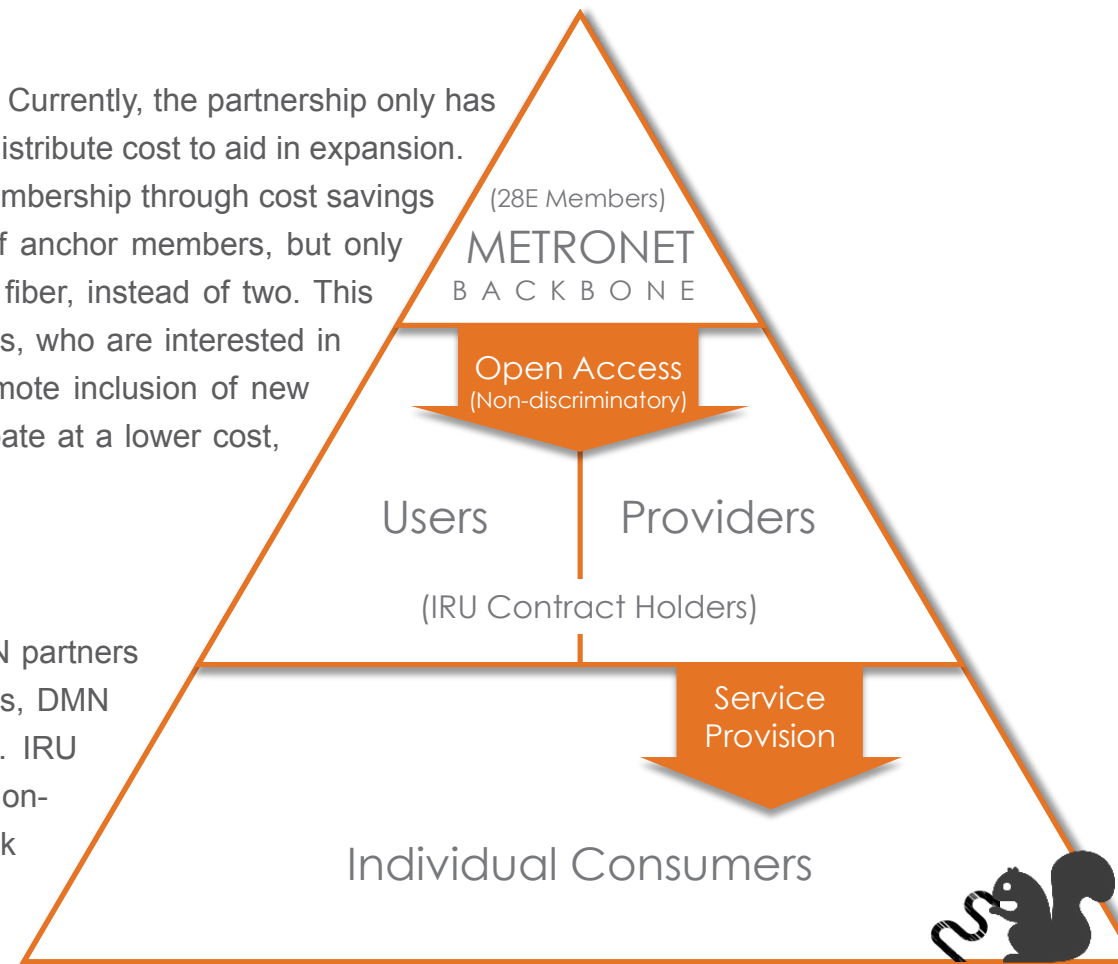 Currently, the partnership only has
istribute cost to aid in expansion.
mbership through cost savings
f anchor members, but only
fiber, instead of two. This
s, who are interested in
mote inclusion of new
pate at a lower cost,
N partners
s, DMN
. IRU
on-
k
(28E Members)
METRONET
BACKBONE
Open Access
(Non-discriminatory)
Users
Providers
(IRU Contract Holders)
Service
Provision
Individual Consumers